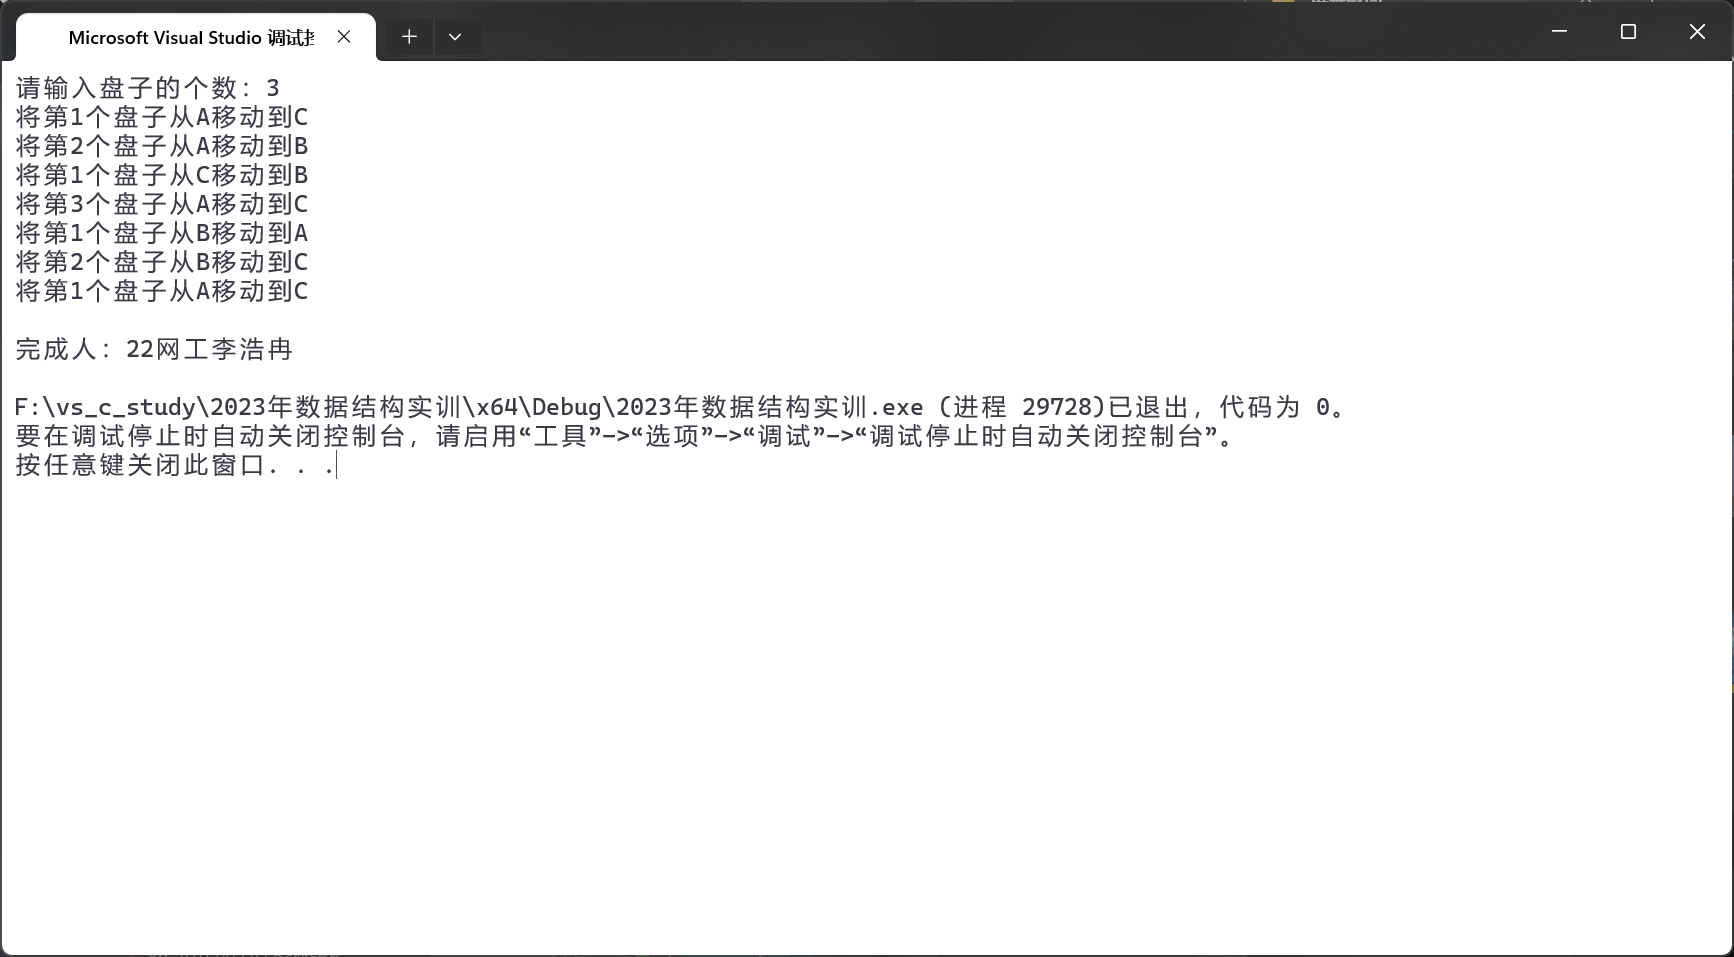 Microsoft Visual Studio 调试
请输入盘子的个数：3
将第1个盘子从A移动到C
将第2个盘子从A移动到B
将第1个盘子从C移动到B
将第3个盘子从A移动到C
将第1个盘子从B移动到A
将第2个盘子从B移动到C
将第1个盘子从A移动到C
完成人：22网工李浩冉
F:\vs_c_study\2023年数据结构实训\x64\Debug\2023年数据结构实训.exe (进程 29728)已退出，代码为 0。
要在调试停止时自动关闭控制台，请启用“工具”->“选项”->“调试”->“调试停止时自动关闭控制台”。
按任意键关闭此窗口. . .